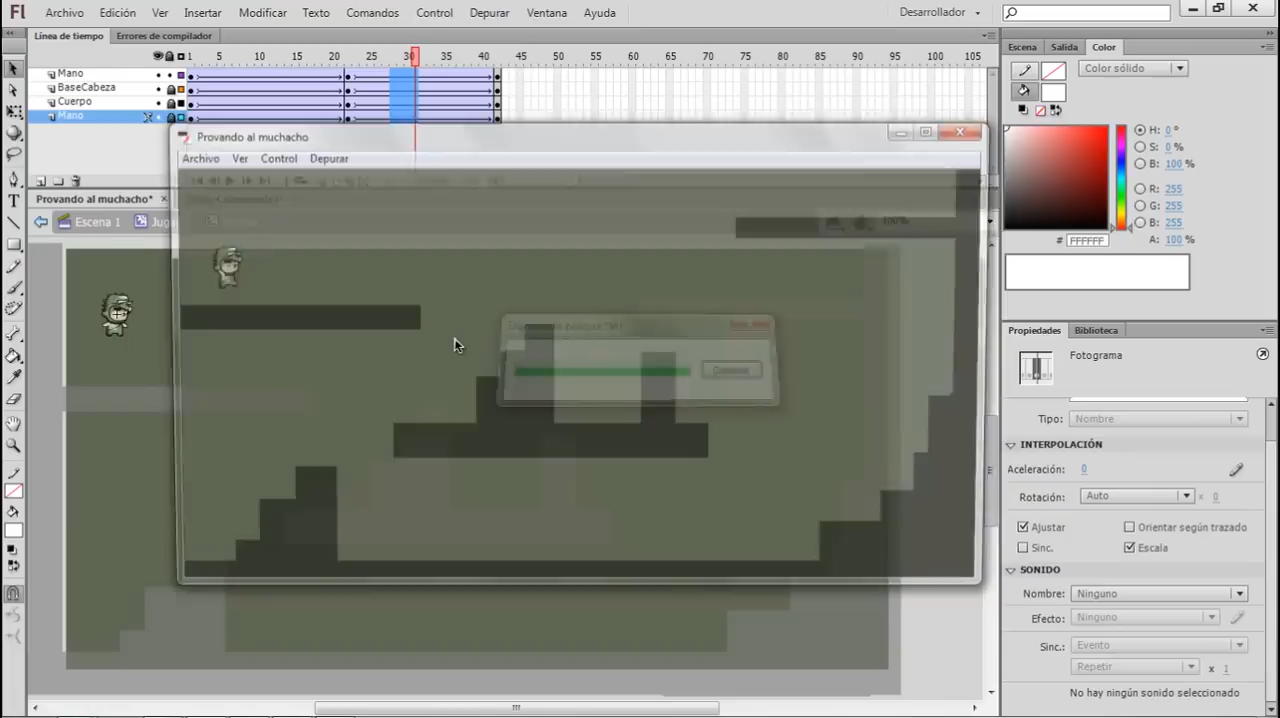 Fl Archivo Edición Ver Insertar Modificar Texto Comandos Control Depurar Ventana Ayuda Desarrollador
Línea de tiempo Errores de compilador
1 5 10 15 20 25 30 35 40 45 50 55 60 65 70 75 80 85 90 95 100 105
Mano
BaseCabeza
Cuerpo
Mano
Provando al muchacho
Archivo Ver Control Depurar
Provando al muchacho*
Escena 1
100%
Escena Salida Color
Color sólido
H: 0 °
S: 0 %
B: 100 %
R: 255
G: 255
B: 255
# FFFFFF A: 100 %
Propiedades Biblioteca
Fotograma
Tipo: Nombre
INTERPOLACIÓN
Aceleración: 0
Rotación: Auto x 0
Ajustar Orientar según trazado
Sinc. Escala
SONIDO
Nombre: Ninguno
Efecto: Ninguno
Sinc.: Evento
Repetir x 1
No hay ningún sonido seleccionado